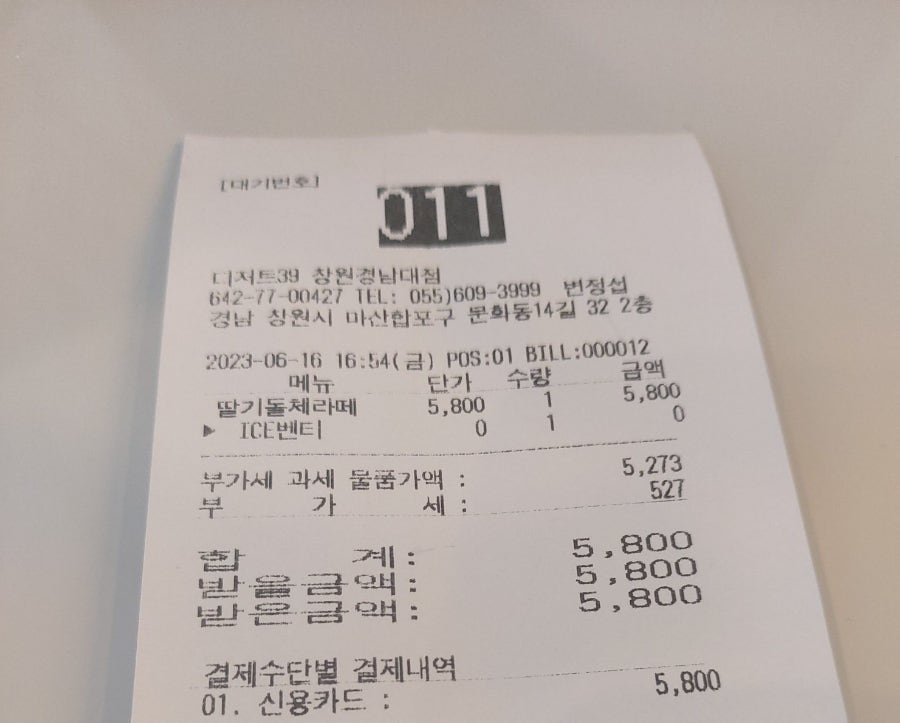 [대기번호]
011
디저트39 창원경남대점
642-77-00427 TEL: 055)609-3999 변정섭
경남 창원시 마산합포구 문화동14길 32 2층
2023-06-16 16:54(금) POS:01 BILL:000012
메뉴 단가 수량 금액
딸기돌체라떼 5,800 1 5,800
▶ ICE벤티 0 1 0
부가세 과세 물품가액 : 5,273
부 가 세 : 527
합 계: 5,800
받을금액: 5,800
받은금액: 5,800
결제수단별 결제내역
01. 신용카드 : 5,800